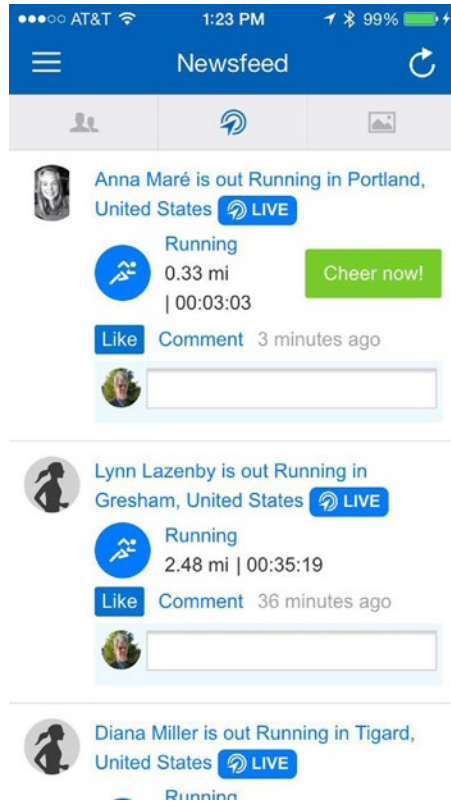 AT&T 1:23 PM 99%
Newsfeed
Anna Maré is out Running in Portland,
United States LIVE
Running
0.33 mi
| 00:03:03
Cheer now!
Like Comment 3 minutes ago
Lynn Lazenby is out Running in
Gresham, United States LIVE
Running
2.48 mi | 00:35:19
Like Comment 36 minutes ago
Diana Miller is out Running in Tigard,
United States LIVE
Running